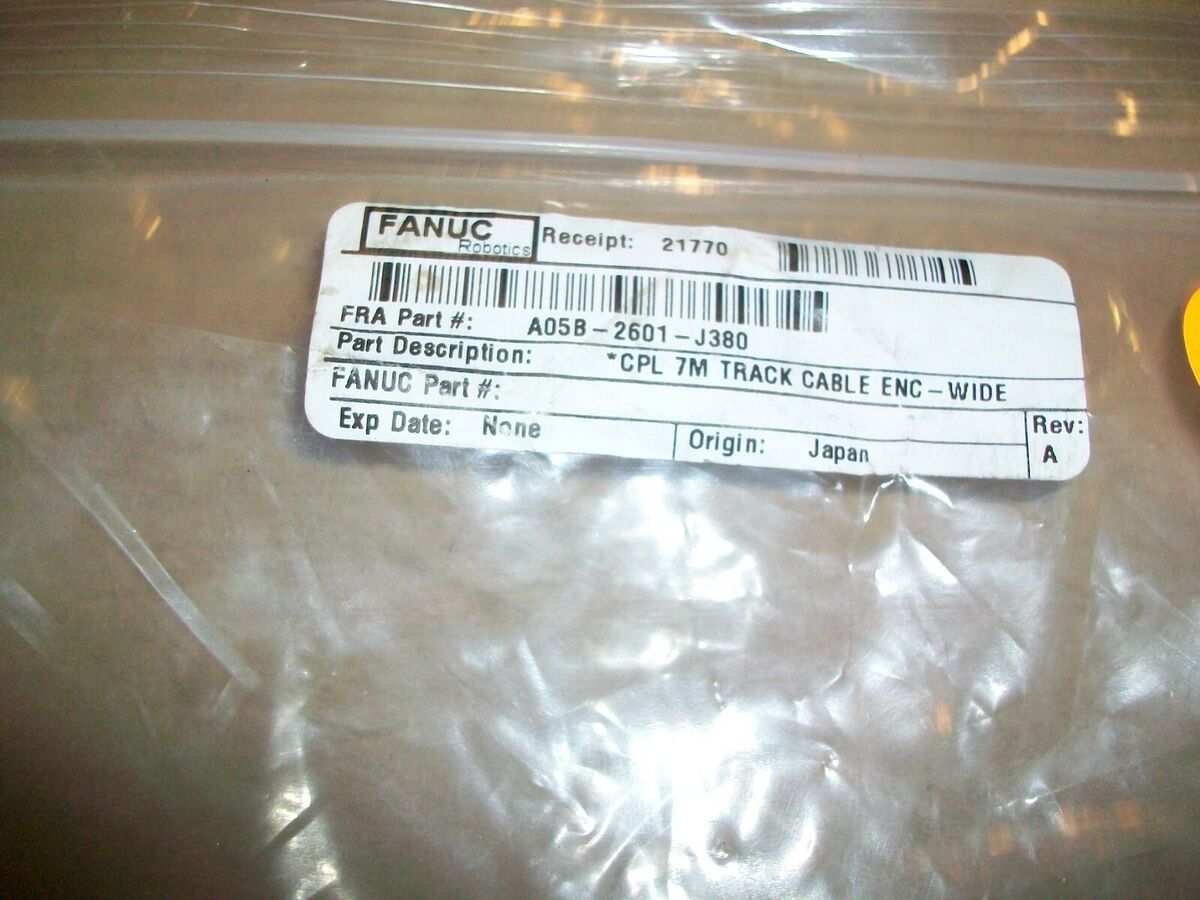 FANUC
Robotics
Receipt: 21770
FRA Part #: A05B-2601-J380
Part Description: *CPL 7M TRACK CABLE ENC-WIDE
FANUC Part #:
Rev:
A
Exp Date: None
Origin: Japan